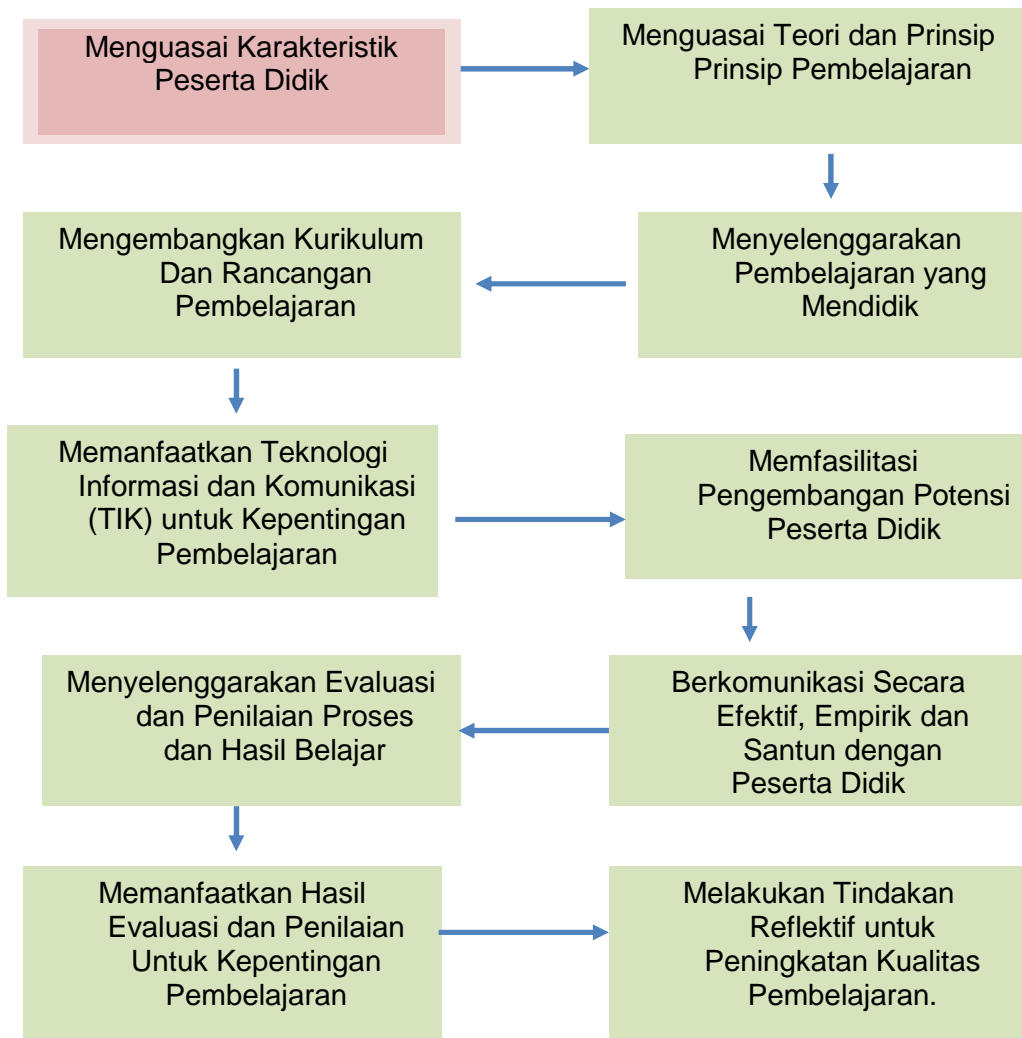 Menguasai Karakteristik
Peserta Didik
Menguasai Teori dan Prinsip
Prinsip Pembelajaran
Menyelenggarakan
Pembelajaran yang
Mendidik
Mengembangkan Kurikulum
Dan Rancangan
Pembelajaran
Memanfaatkan Teknologi
Informasi dan Komunikasi
(TIK) untuk Kepentingan
Pembelajaran
Memfasilitasi
Pengembangan Potensi
Peserta Didik
Berkomunikasi Secara
Efektif, Empirik dan
Santun dengan
Peserta Didik
Menyelenggarakan Evaluasi
dan Penilaian Proses
dan Hasil Belajar
Memanfaatkan Hasil
Evaluasi dan Penilaian
Untuk Kepentingan
Pembelajaran
Melakukan Tindakan
Reflektif untuk
Peningkatan Kualitas
Pembelajaran.